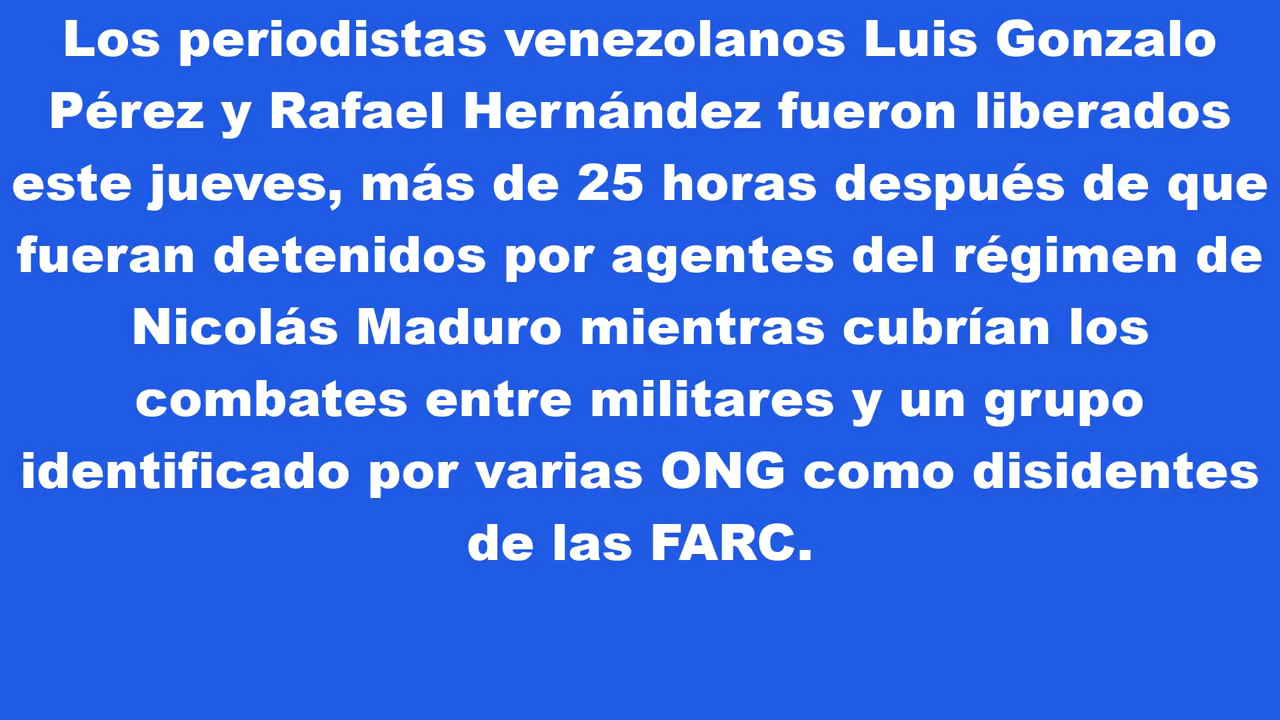 Los periodistas venezolanos Luis Gonzalo
Pérez y Rafael Hernández fueron liberados
este jueves, más de 25 horas después de que
fueran detenidos por agentes del régimen de
Nicolás Maduro mientras cubrían los
combates entre militares y un grupo
identificado por varias ONG como disidentes
de las FARC.